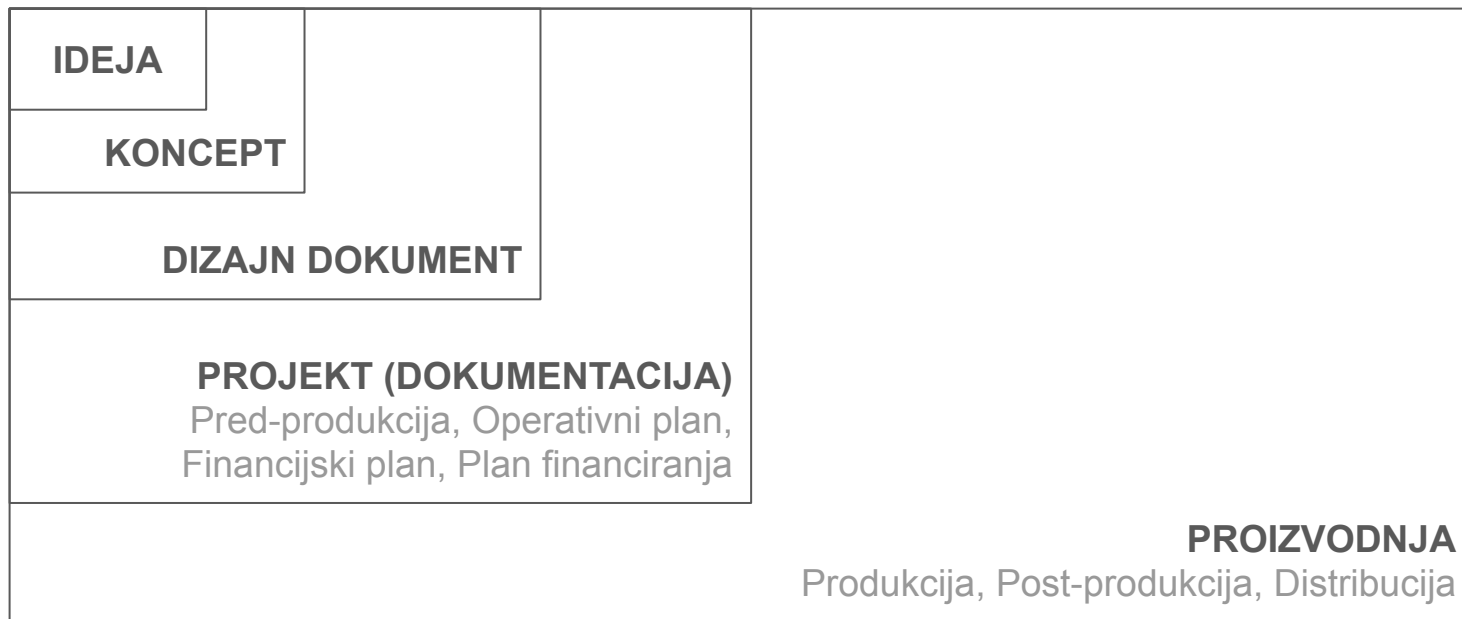 IDEJA
KONCEPT
DIZAJN DOKUMENT
PROJEKT (DOKUMENTACIJA)
Pred-produkcija, Operativni plan,
Financijski plan, Plan financiranja
PROIZVODNJA
Produkcija, Post-produkcija, Distribucija